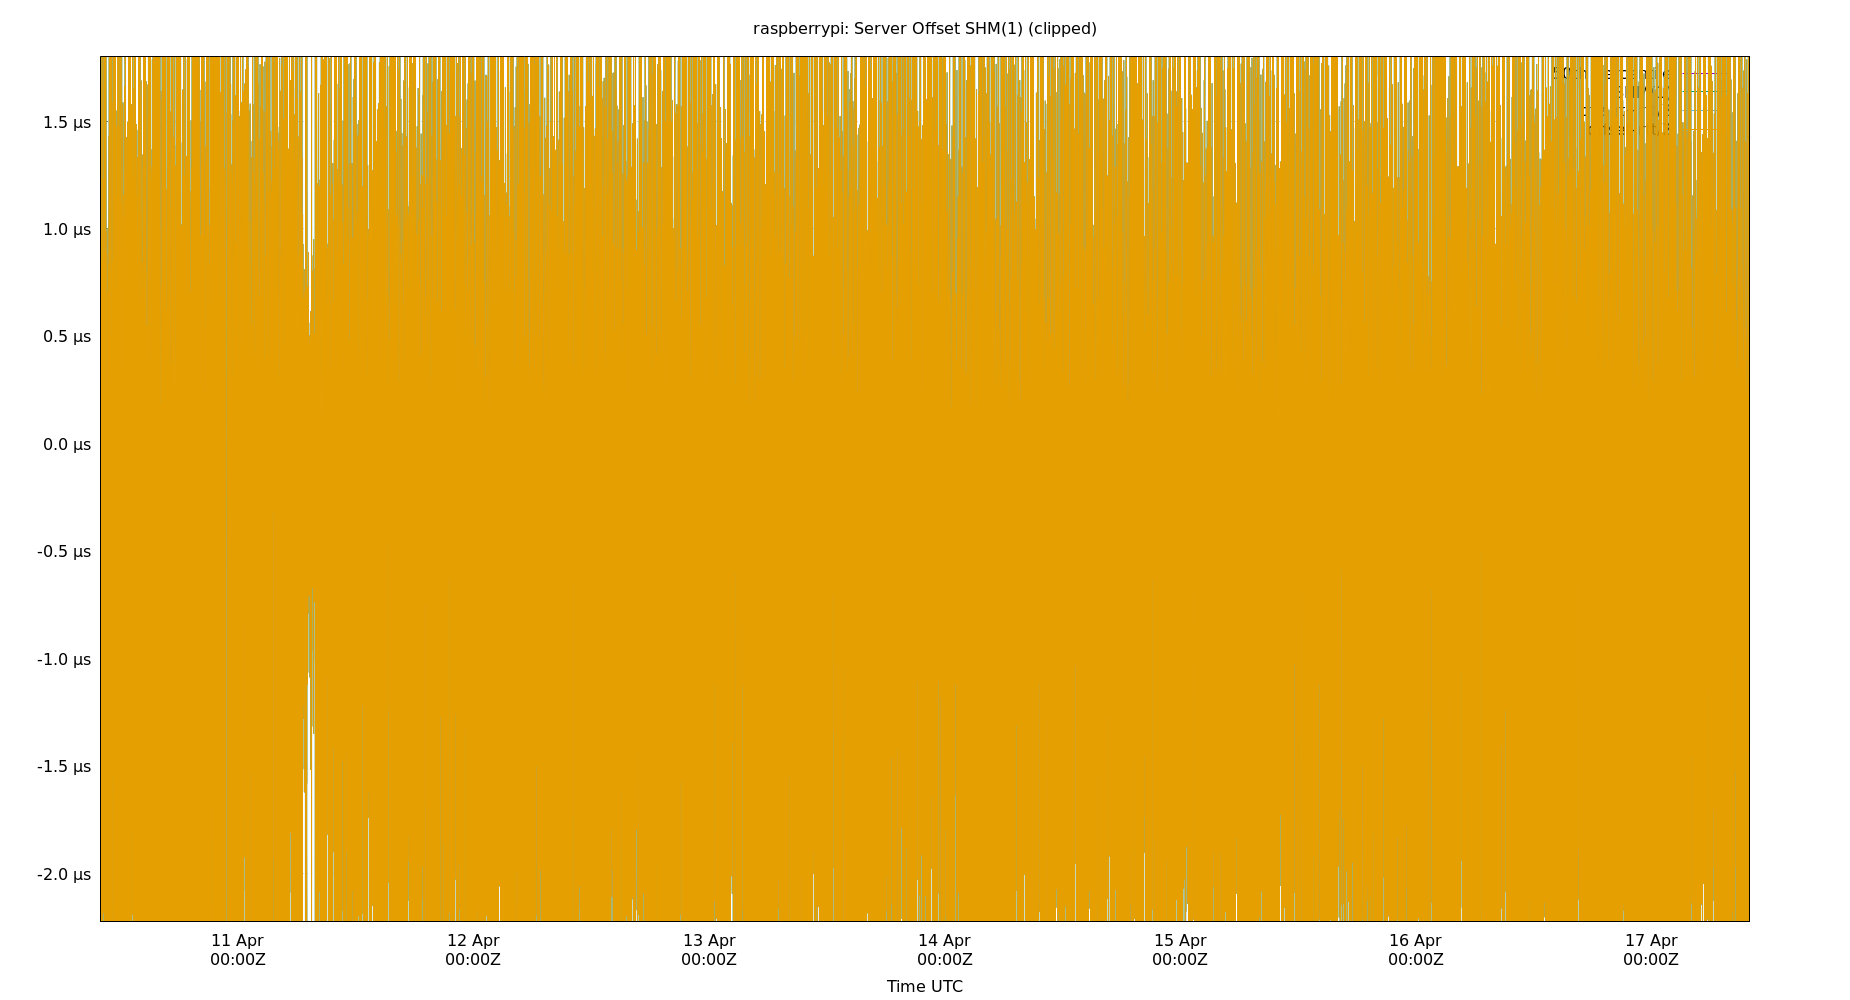 raspberrypi: Server Offset SHM(1) (clipped)
1.5 µs
1.0 µs
0.5 µs
0.0 µs
-0.5 µs
-1.0 µs
-1.5 µs
-2.0 µs
11 Apr 12 Apr 13 Apr 14 Apr 15 Apr 16 Apr 17 Apr
00:00Z 00:00Z 00:00Z 00:00Z 00:00Z 00:00Z 00:00Z
Time UTC